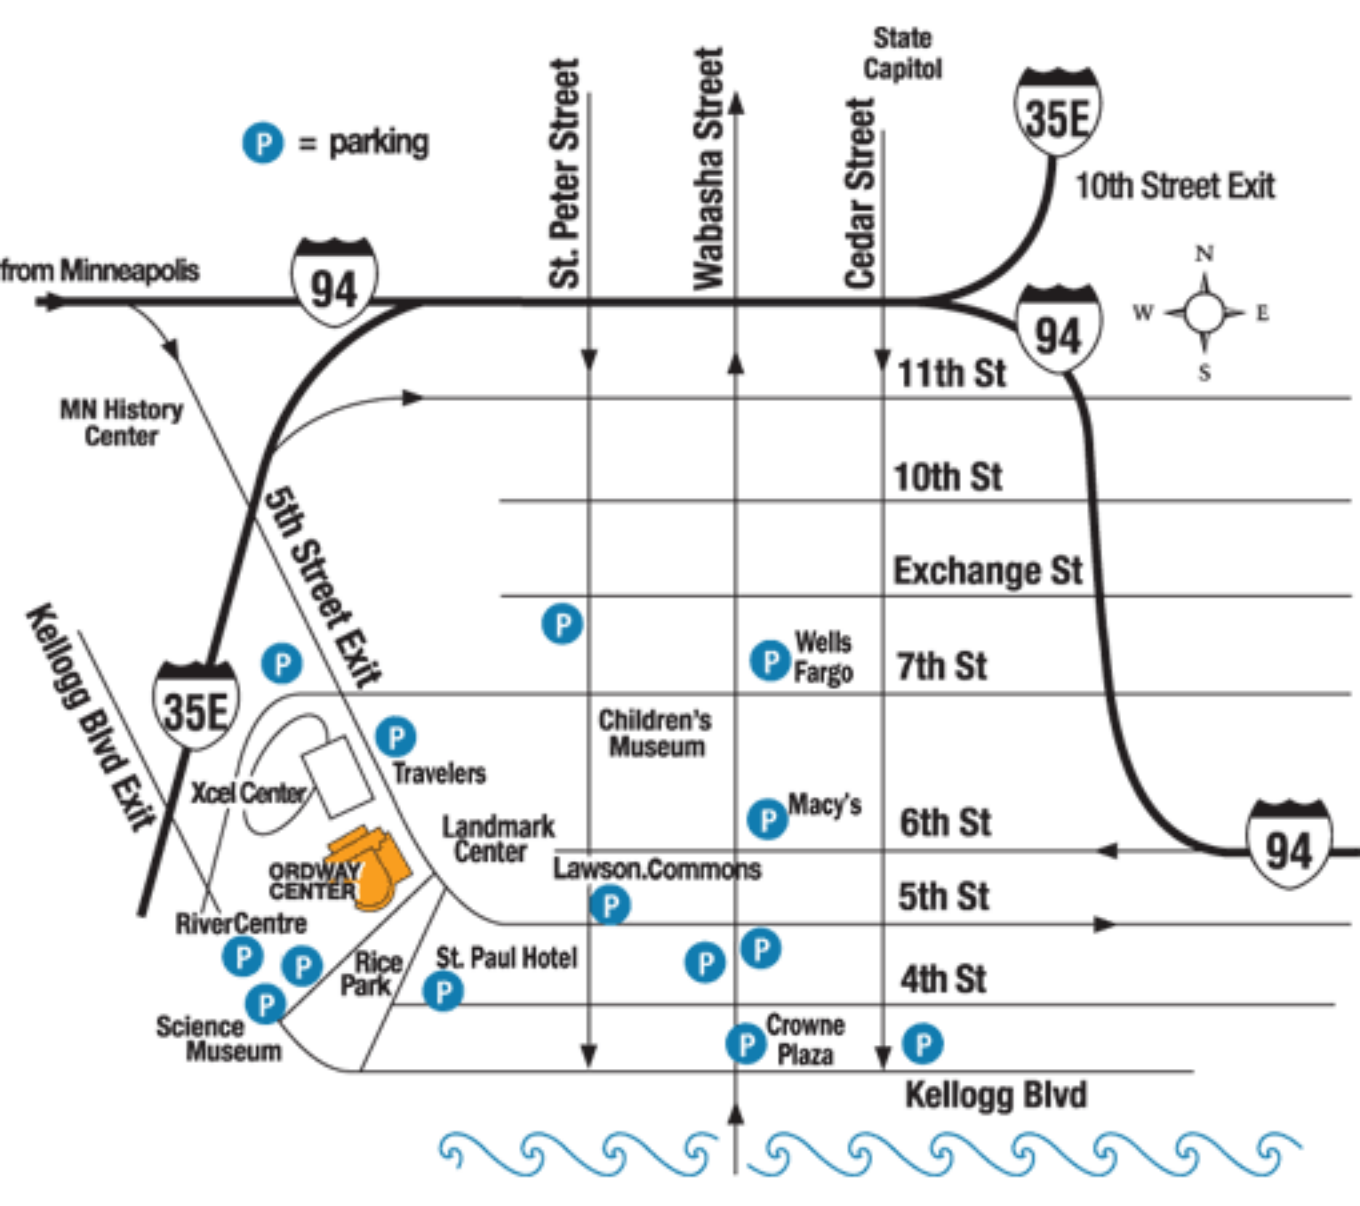 State
Capitol
St. Peter Street
Wabasha Street
Cedar Street
35E
P = parking
10th Street Exit
from Minneapolis
94
N
W E
S
94
11th St
MN History
Center
10th St
5th Street Exit
Exchange St
Kellogg Blvd Exit
P
P
P
Wells
Fargo
7th St
35E
Children's
Museum
P
Travelers
Xcel Center
P
Macy's
6th St
Landmark
Center
94
Lawson.Commons
ORDWAY
CENTER
P
5th St
RiverCentre
P
P
Rice
Park
St. Paul Hotel
P
P
P
4th St
P
Science
Museum
P
Crowne
Plaza
P
Kellogg Blvd